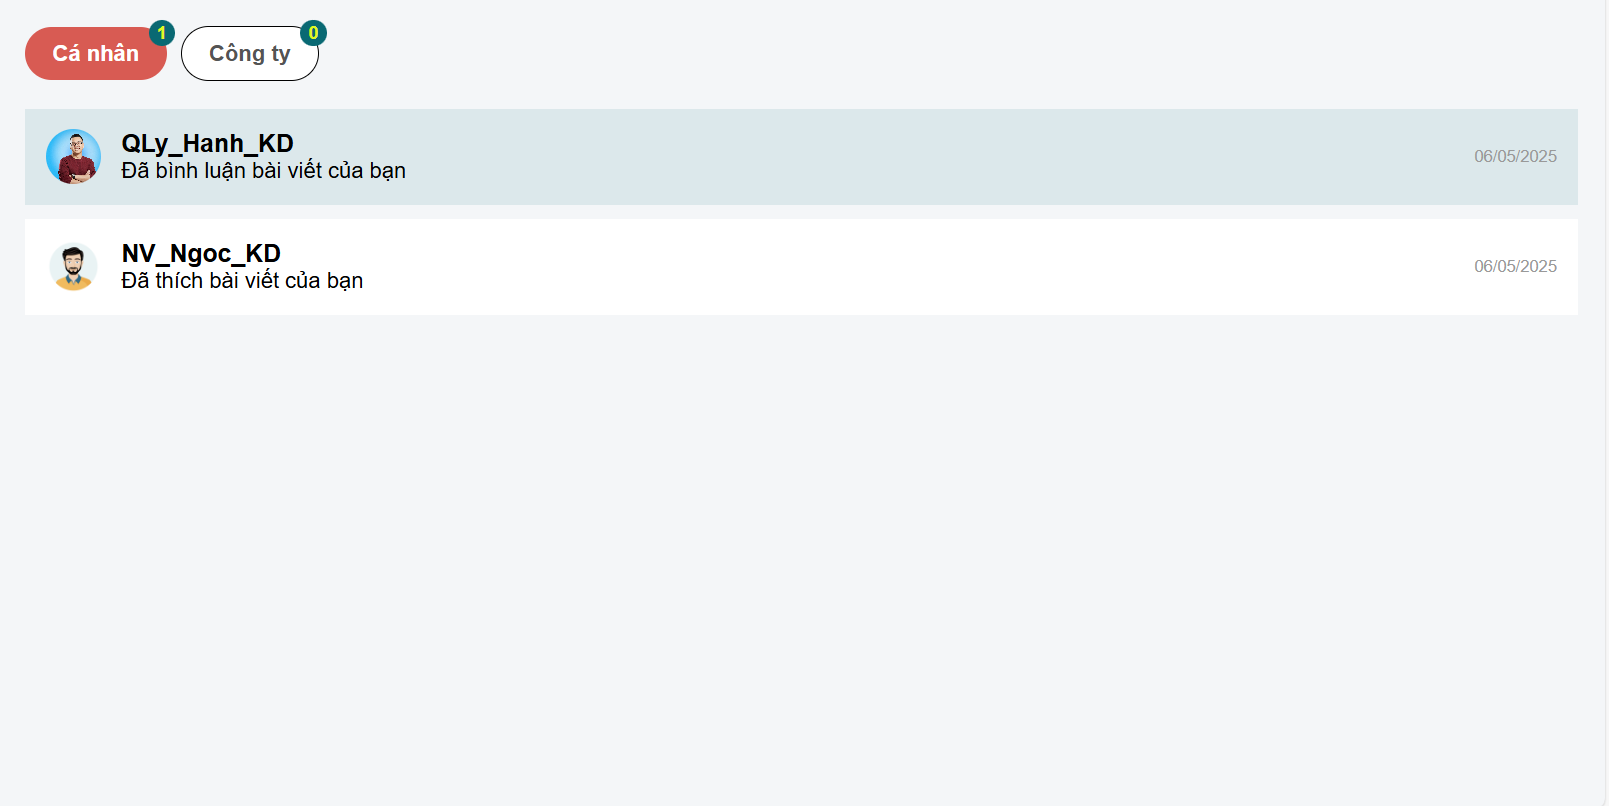 Cá nhân 1 Công ty 0
QLy_Hanh_KD
Đã bình luận bài viết của bạn
06/05/2025
NV_Ngoc_KD
Đã thích bài viết của bạn
06/05/2025